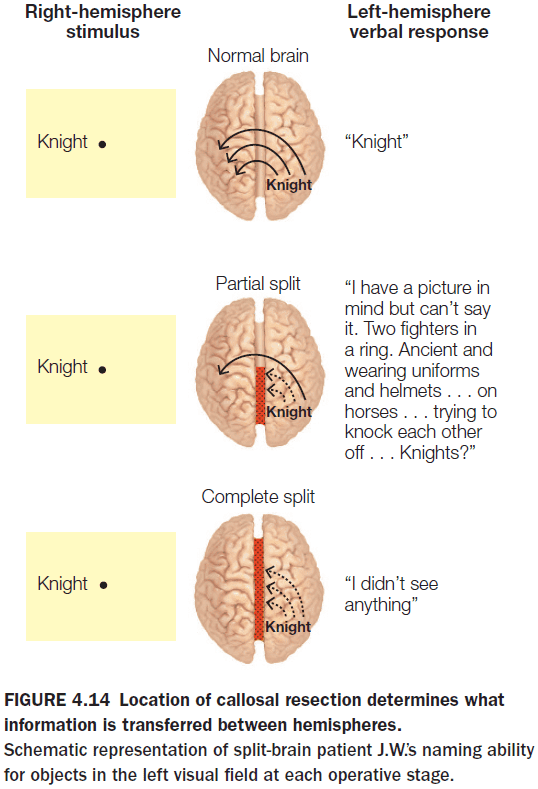 Right-hemisphere
stimulus
Left-hemisphere
verbal response
Normal brain
Knight
Knight
“Knight”
Partial split
Knight
Knight
“I have a picture in
mind but can’t say
it. Two fighters in
a ring. Ancient and
wearing uniforms
and helmets . . . on
horses . . . trying to
knock each other
off . . . Knights?”
Complete split
Knight
Knight
“I didn’t see
anything”
FIGURE 4.14 Location of callosal resection determines what
information is transferred between hemispheres.
Schematic representation of split-brain patient J.W.’s naming ability
for objects in the left visual field at each operative stage.